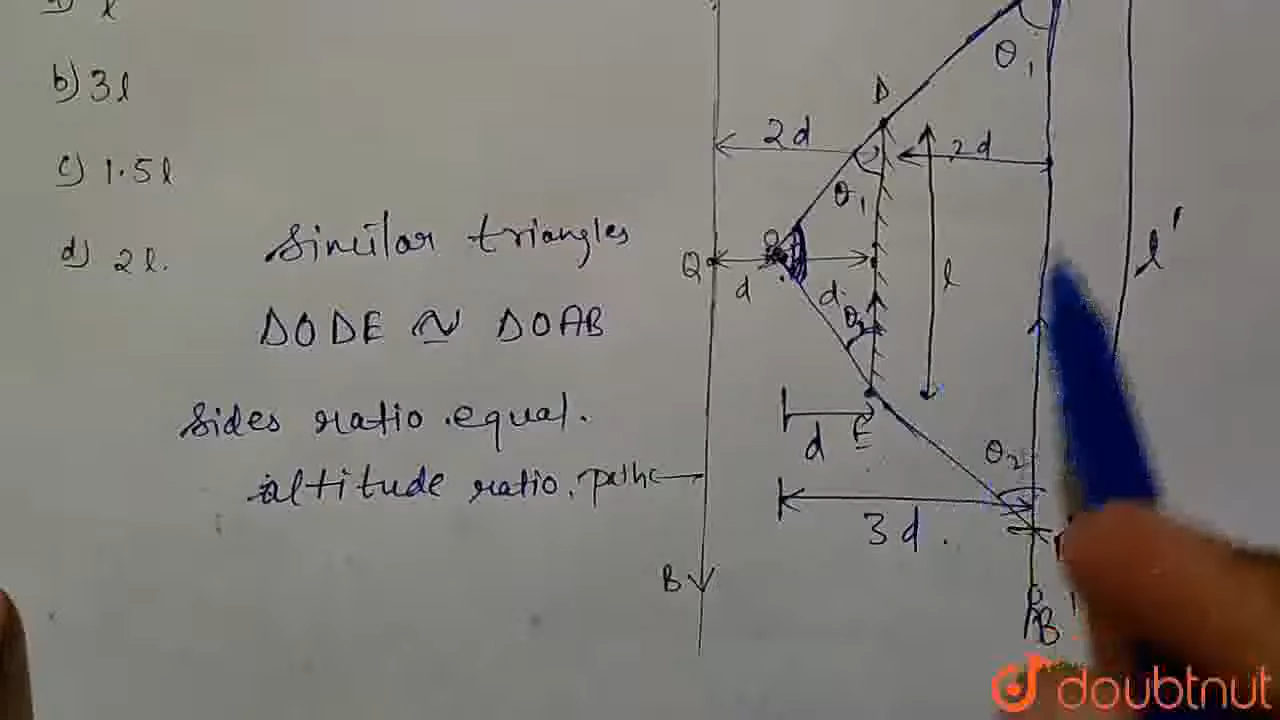 b) 3l
c) 1.5l
d) 2l.
Similar triangles
ΔODE ≈ ΔOAB
Sides ratio equal.
altitude ratio.
path
D
θ1
θ1
2d
2d
Q
O
d
d
l
l'
θ2
d
E
θ2
3d.
B
B
doubtnut